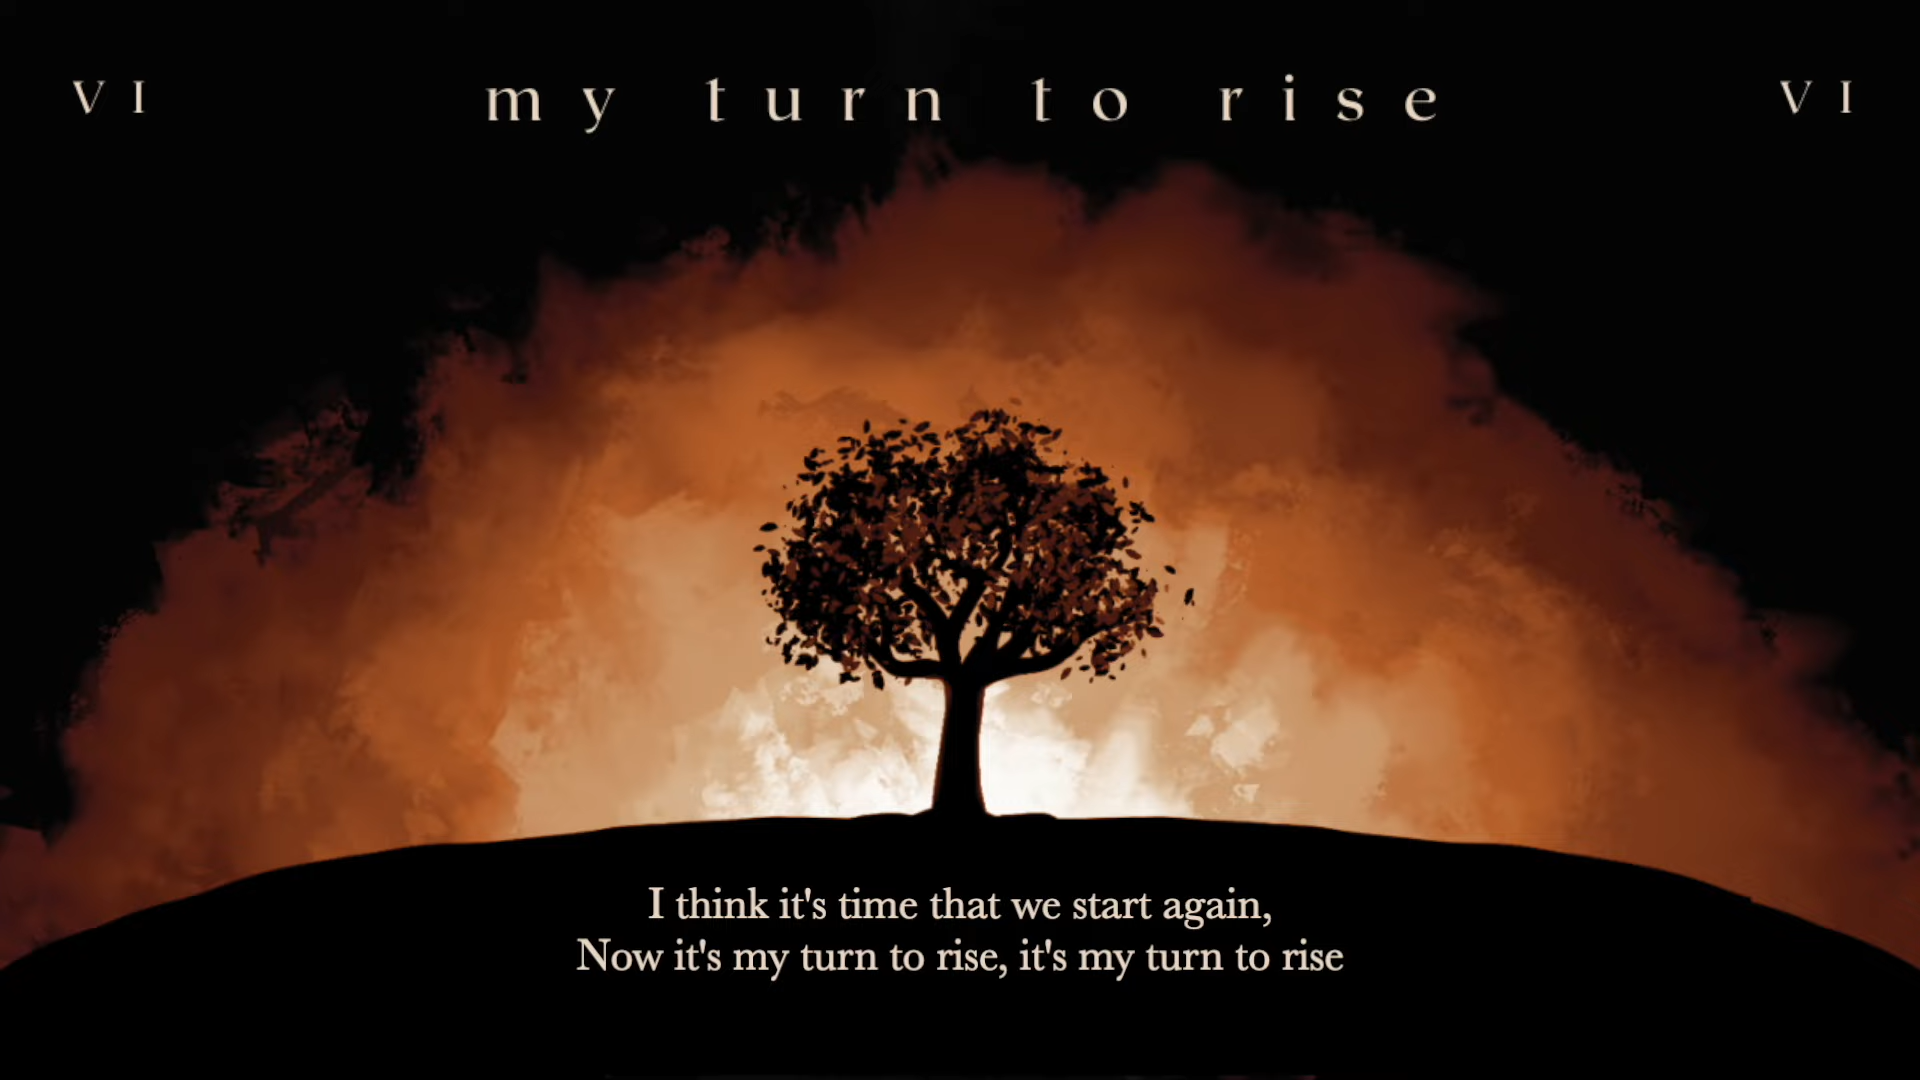 VI my turn to rise VI
I think it's time that we start again,
Now it's my turn to rise, it's my turn to rise